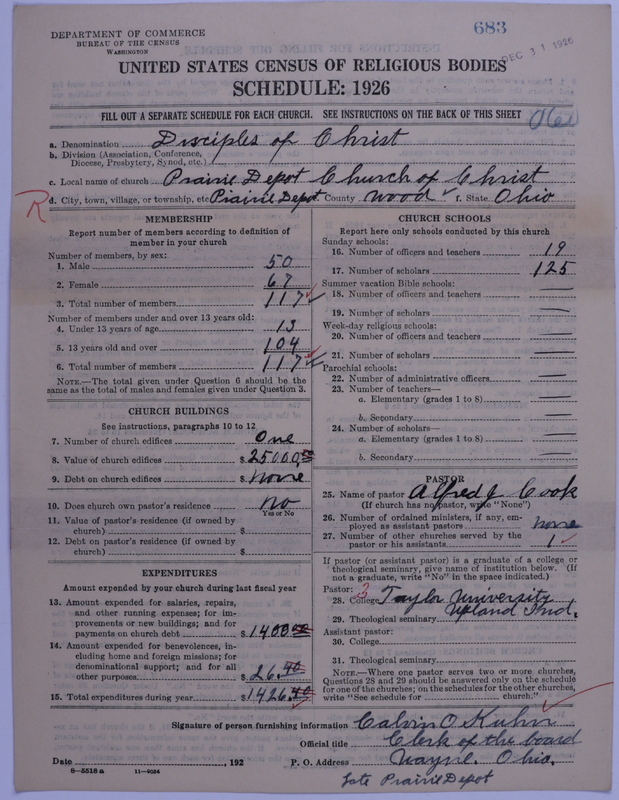 683
DEC 31 1926
DEPARTMENT OF COMMERCE
BUREAU OF THE CENSUS
WASHINGTON
UNITED STATES CENSUS OF RELIGIOUS BODIES
SCHEDULE: 1926
FILL OUT A SEPARATE SCHEDULE FOR EACH CHURCH. SEE INSTRUCTIONS ON THE BACK OF THIS SHEET
a. Denomination Disciples of Christ
b. Division (Association, Conference,
Diocese, Presbytery, Synod, etc.)
c. Local name of church Prairie Depot Church of Christ
R d. City, town, village, or township, etc Prairie Depot County Wood f. State Ohio
MEMBERSHIP
Report number of members according to definition of
member in your church
Number of members, by sex:
1. Male 50
2. Female 67
3. Total number of members 117
Number of members under and over 13 years old:
4. Under 13 years of age 13
5. 13 years old and over 104
6. Total number of members 117
NOTE.—The total given under Question 6 should be the
same as the total of males and females given under Question 3.
CHURCH BUILDINGS
See instructions, paragraphs 10 to 12
7. Number of church edifices One
8. Value of church edifices $ 25000.00
9. Debt on church edifices $ None
10. Does church own pastor's residence No
Yes or No
11. Value of pastor's residence (if owned by
church) $
12. Debt on pastor's residence (if owned by
church) $
EXPENDITURES
Amount expended by your church during last fiscal year
13. Amount expended for salaries, repairs,
and other running expenses; for im-
provements or new buildings; and for
payments on church debt $ 1400.00
14. Amount expended for benevolences, in-
cluding home and foreign missions; for
denominational support; and for all
other purposes $ 26.40
15. Total expenditures during year $ 1426.40
CHURCH SCHOOLS
Report here only schools conducted by this church
Sunday schools:
16. Number of officers and teachers 19
17. Number of scholars 125
Summer vacation Bible schools:
18. Number of officers and teachers —
19. Number of scholars —
Week-day religious schools:
20. Number of officers and teachers —
21. Number of scholars —
Parochial schools:
22. Number of administrative officers —
23. Number of teachers—
a. Elementary (grades 1 to 8) —
b. Secondary —
24. Number of scholars—
a. Elementary (grades 1 to 8) —
b. Secondary —
PASTOR
25. Name of pastor Alfred J Cook
(If church has no pastor, write "None")
26. Number of ordained ministers, if any, em-
ployed as assistant pastors none
27. Number of other churches served by the
pastor or his assistants 1
If pastor (or assistant pastor) is a graduate of a college or
theological seminary, give name of institution below. (If
not a graduate, write "No" in the space indicated.)
Pastor: 3
28. College Taylor University
Upland Ind.
29. Theological seminary
Assistant pastor:
30. College
31. Theological seminary
NOTE.—Where one pastor serves two or more churches,
Questions 28 and 29 should be answered only on the schedule
for one of the churches; on the schedules for the other churches,
write "See schedule for church."
Signature of person furnishing information Calvin O. Kuhn
Official title Clerk of the board
Date , 192 P. O. Address Wayne. Ohio.
8—5518 a 11—9034
Late Prairie Depot